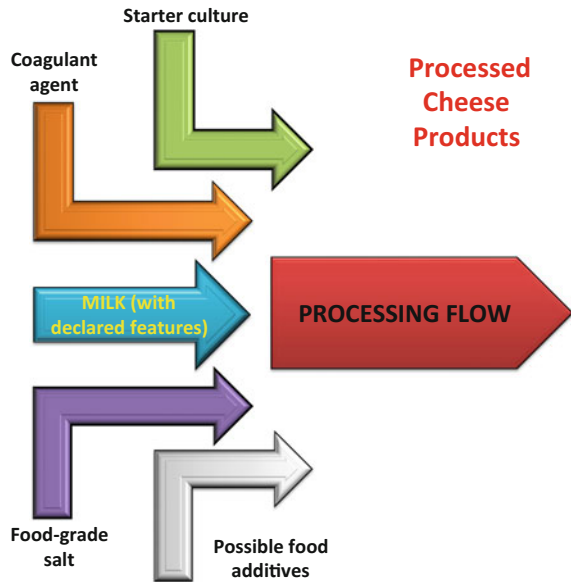 Starter culture
Coagulant
agent
Processed
Cheese
Products
MILK (with
declared features)
PROCESSING FLOW
Food-grade
salt
Possible food
additives